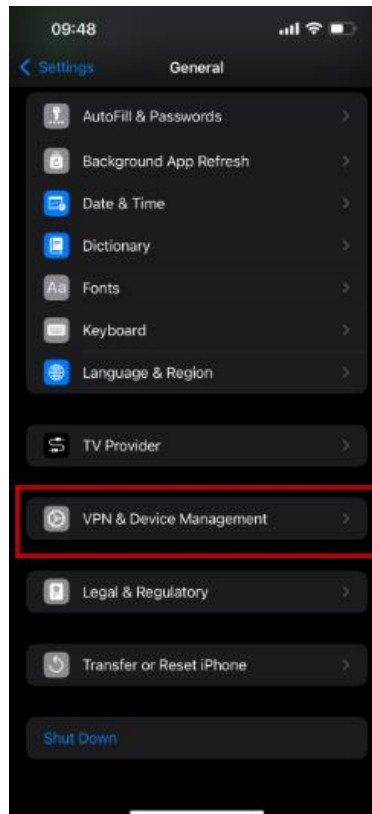 09:48
Settings
General
AutoFill & Passwords
Background App Refresh
Date & Time
Dictionary
Aa
Fonts
Keyboard
Language & Region
TV Provider
VPN & Device Management
Legal & Regulatory
Transfer or Reset iPhone
Shut Down